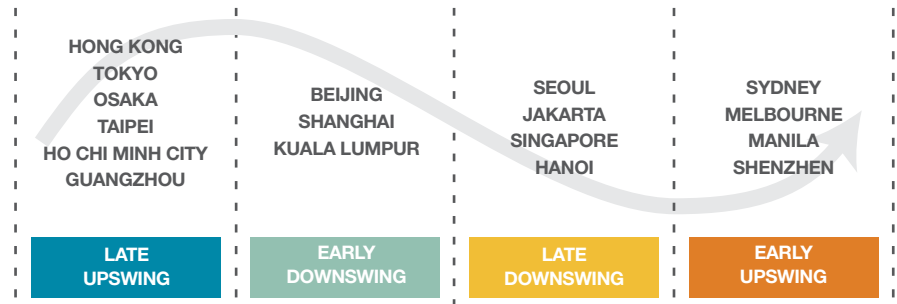 HONG KONG
TOKYO
OSAKA
TAIPEI
HO CHI MINH CITY
GUANGZHOU
BEIJING
SHANGHAI
KUALA LUMPUR
SEOUL
JAKARTA
SINGAPORE
HANOI
SYDNEY
MELBOURNE
MANILA
SHENZHEN
LATE
UPSWING
EARLY
DOWNSWING
LATE
DOWNSWING
EARLY
UPSWING